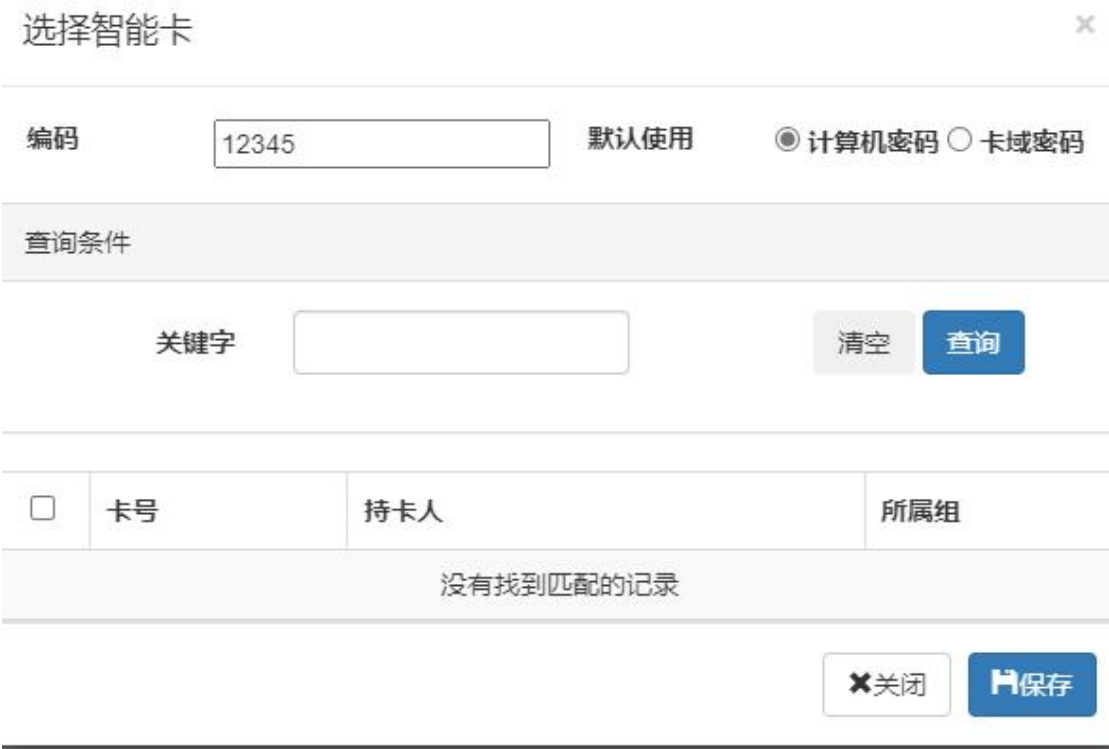 选择智能卡 ×
编码 12345 默认使用 计算机密码 卡域密码
查询条件
关键字 清空 查询
卡号 持卡人 所属组
没有找到匹配的记录
关闭 保存